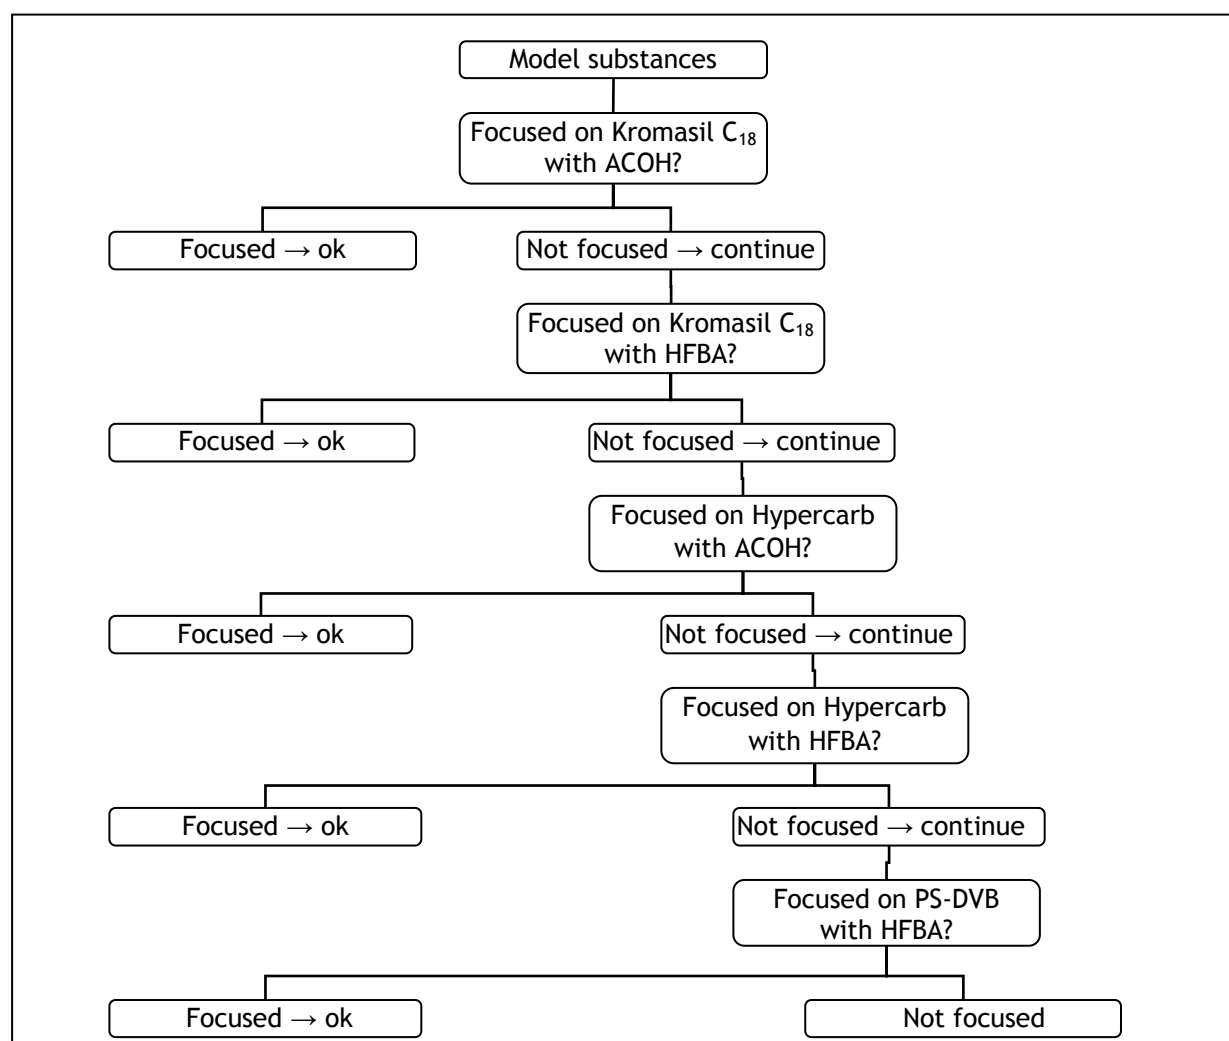 Model substances
Focused on Kromasil C₁₈
with ACOH?
Focused → ok
Not focused → continue
Focused on Kromasil C₁₈
with HFBA?
Focused → ok
Not focused → continue
Focused on Hypercarb
with ACOH?
Focused → ok
Not focused → continue
Focused on Hypercarb
with HFBA?
Focused → ok
Not focused → continue
Focused on PS-DVB
with HFBA?
Focused → ok
Not focused